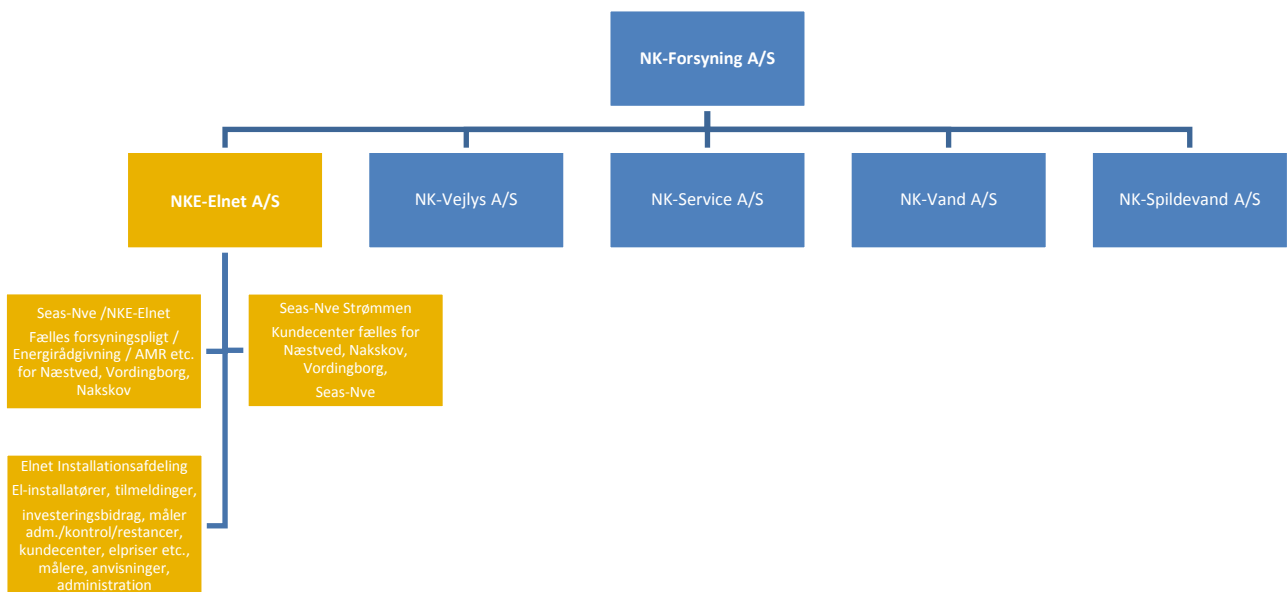 NK-Forsyning A/S
NKE-Elnet A/S
NK-Vejlys A/S
NK-Service A/S
NK-Vand A/S
NK-Spildevand A/S
Seas-Nve /NKE-Elnet
Fælles forsyningspligt /
Energirådgivning / AMR etc.
for Næstved, Vordingborg,
Nakskov
Seas-Nve Strømmen
Kundecenter fælles for
Næstved, Nakskov,
Vordingborg,
Seas-Nve
Elnet Installationsafdeling
El-installatører, tilmeldinger,
investeringsbidrag, måler
adm./kontrol/restancer,
kundecenter, elpriser etc.,
målere, anvisninger,
administration